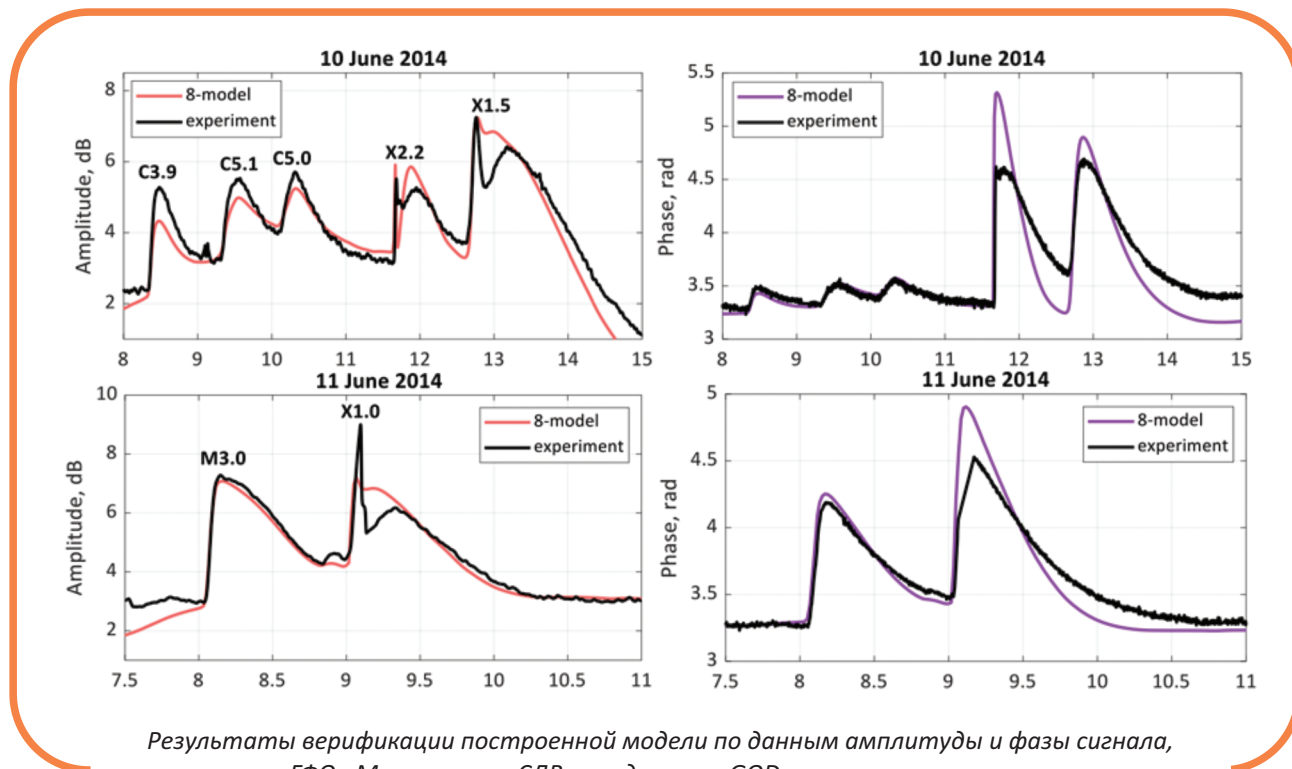 10 June 2014
8-model
experiment
C3.9
C5.1
C5.0
X2.2
X1.5
Amplitude, dB
8
6
4
2
8 9 10 11 12 13 14 15
10 June 2014
8-model
experiment
Phase, rad
5.5
5
4.5
4
3.5
3
8 9 10 11 12 13 14 15
11 June 2014
8-model
experiment
M3.0
X1.0
Amplitude, dB
10
8
6
4
2
7.5 8 8.5 9 9.5 10 10.5 11
11 June 2014
8-model
experiment
Phase, rad
5
4.5
4
3.5
3
7.5 8 8.5 9 9.5 10 10.5 11
Результаты верификации построенной модели по данным амплитуды и фазы сигнала,